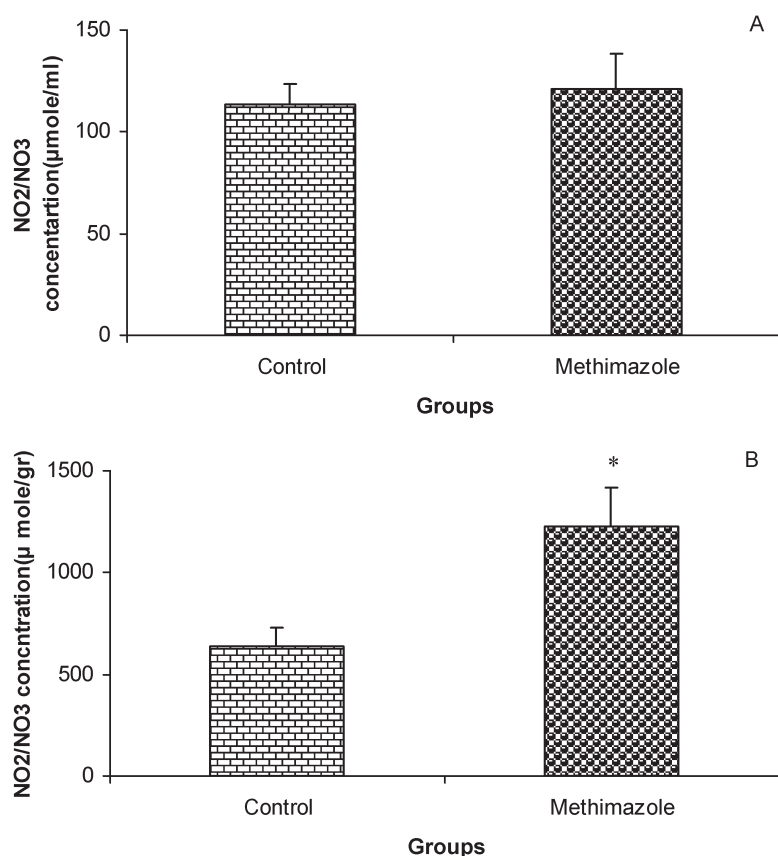 A
150
100
50
0
NO2/NO3
concentartion(µmole/ml)
Control Methimazole
Groups
B
*
1500
1000
500
0
NO2/NO3 concntration(µ mole/gr)
Control Methimazole
Groups